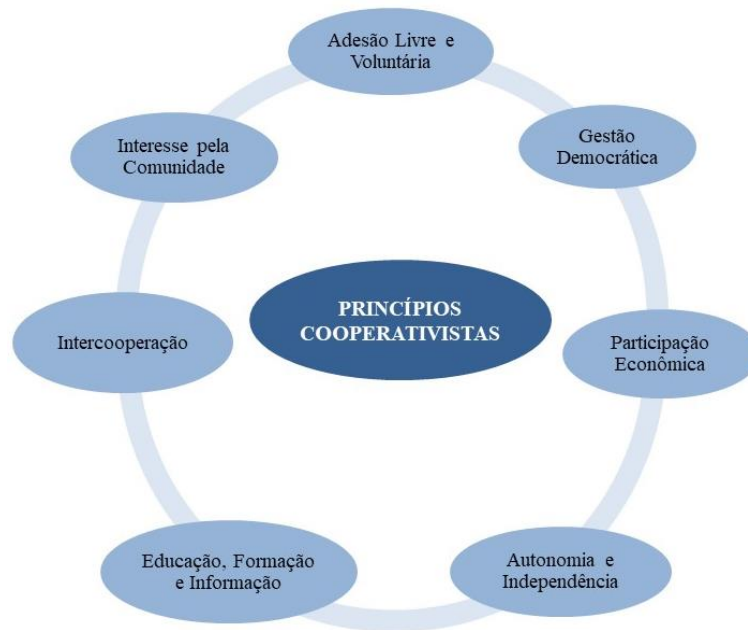 Adesão Livre e
Voluntária
Gestão
Democrática
Participação
Econômica
Autonomia e
Independência
Educação, Formação
e Informação
Intercooperação
Interesse pela
Comunidade
PRINCÍPIOS
COOPERATIVISTAS